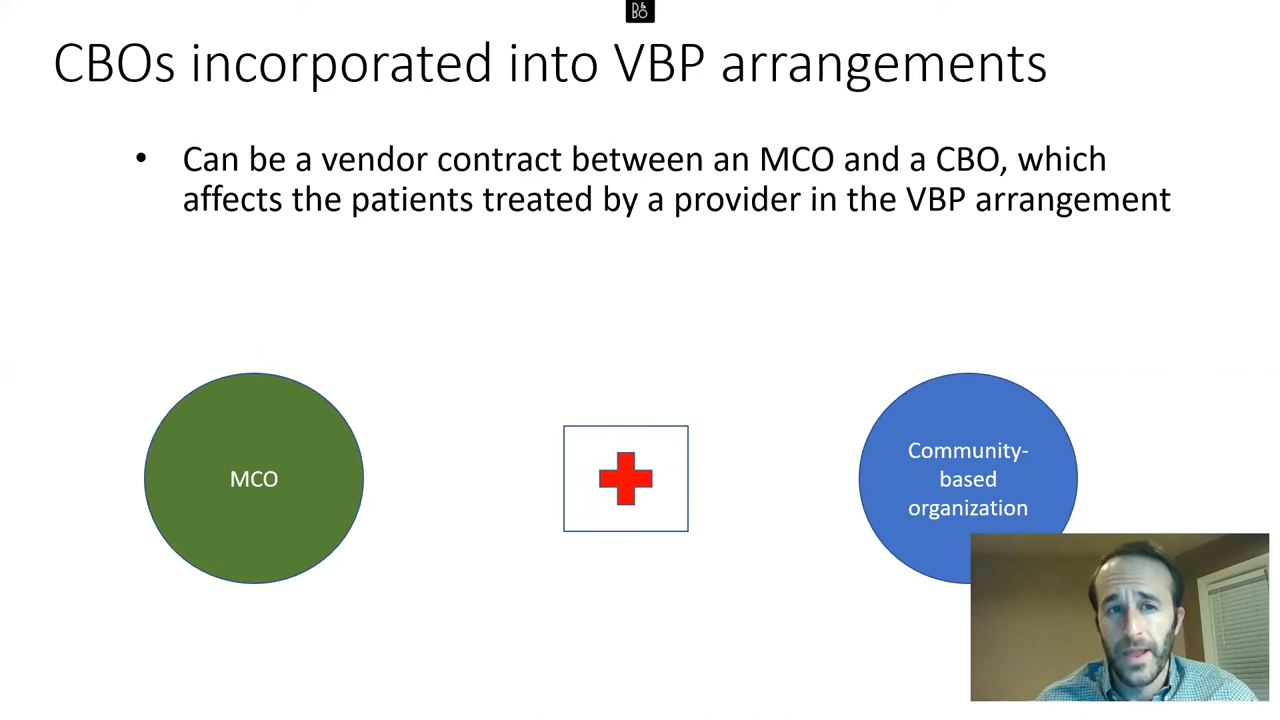 B&
BO
CBOs incorporated into VBP arrangements
• Can be a vendor contract between an MCO and a CBO, which
affects the patients treated by a provider in the VBP arrangement
MCO
Community-
based
organization